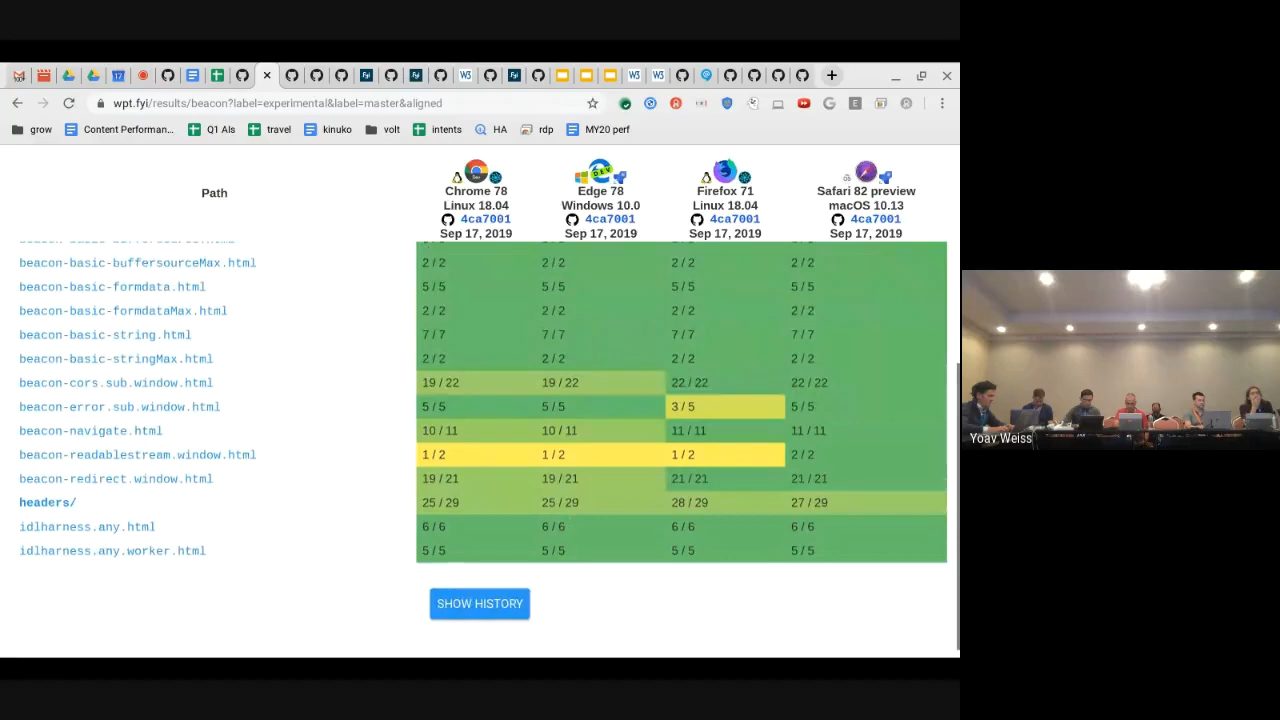 wpt.fyi/results/beacon?label=experimental&label=master&aligned
grow
Content Performan...
Q1 AIs
travel
kinuko
volt
intents
HA
rdp
MY20 perf
Path
Chrome 78
Linux 18.04
4ca7001
Sep 17, 2019
Edge 78
Windows 10.0
4ca7001
Sep 17, 2019
Firefox 71
Linux 18.04
4ca7001
Sep 17, 2019
Safari 82 preview
macOS 10.13
4ca7001
Sep 17, 2019
beacon-basic-buffersourceMax.html 2 / 2 2 / 2 2 / 2 2 / 2
beacon-basic-formdata.html 5 / 5 5 / 5 5 / 5 5 / 5
beacon-basic-formdataMax.html 2 / 2 2 / 2 2 / 2 2 / 2
beacon-basic-string.html 7 / 7 7 / 7 7 / 7 7 / 7
beacon-basic-stringMax.html 2 / 2 2 / 2 2 / 2 2 / 2
beacon-cors.sub.window.html 19 / 22 19 / 22 22 / 22 22 / 22
beacon-error.sub.window.html 5 / 5 5 / 5 3 / 5 5 / 5
beacon-navigate.html 10 / 11 10 / 11 11 / 11 11 / 11
beacon-readablestream.window.html 1 / 2 1 / 2 1 / 2 2 / 2
beacon-redirect.window.html 19 / 21 19 / 21 21 / 21 21 / 21
headers/ 25 / 29 25 / 29 28 / 29 27 / 29
idlharness.any.html 6 / 6 6 / 6 6 / 6 6 / 6
idlharness.any.worker.html 5 / 5 5 / 5 5 / 5 5 / 5
SHOW HISTORY
Yoav Weiss